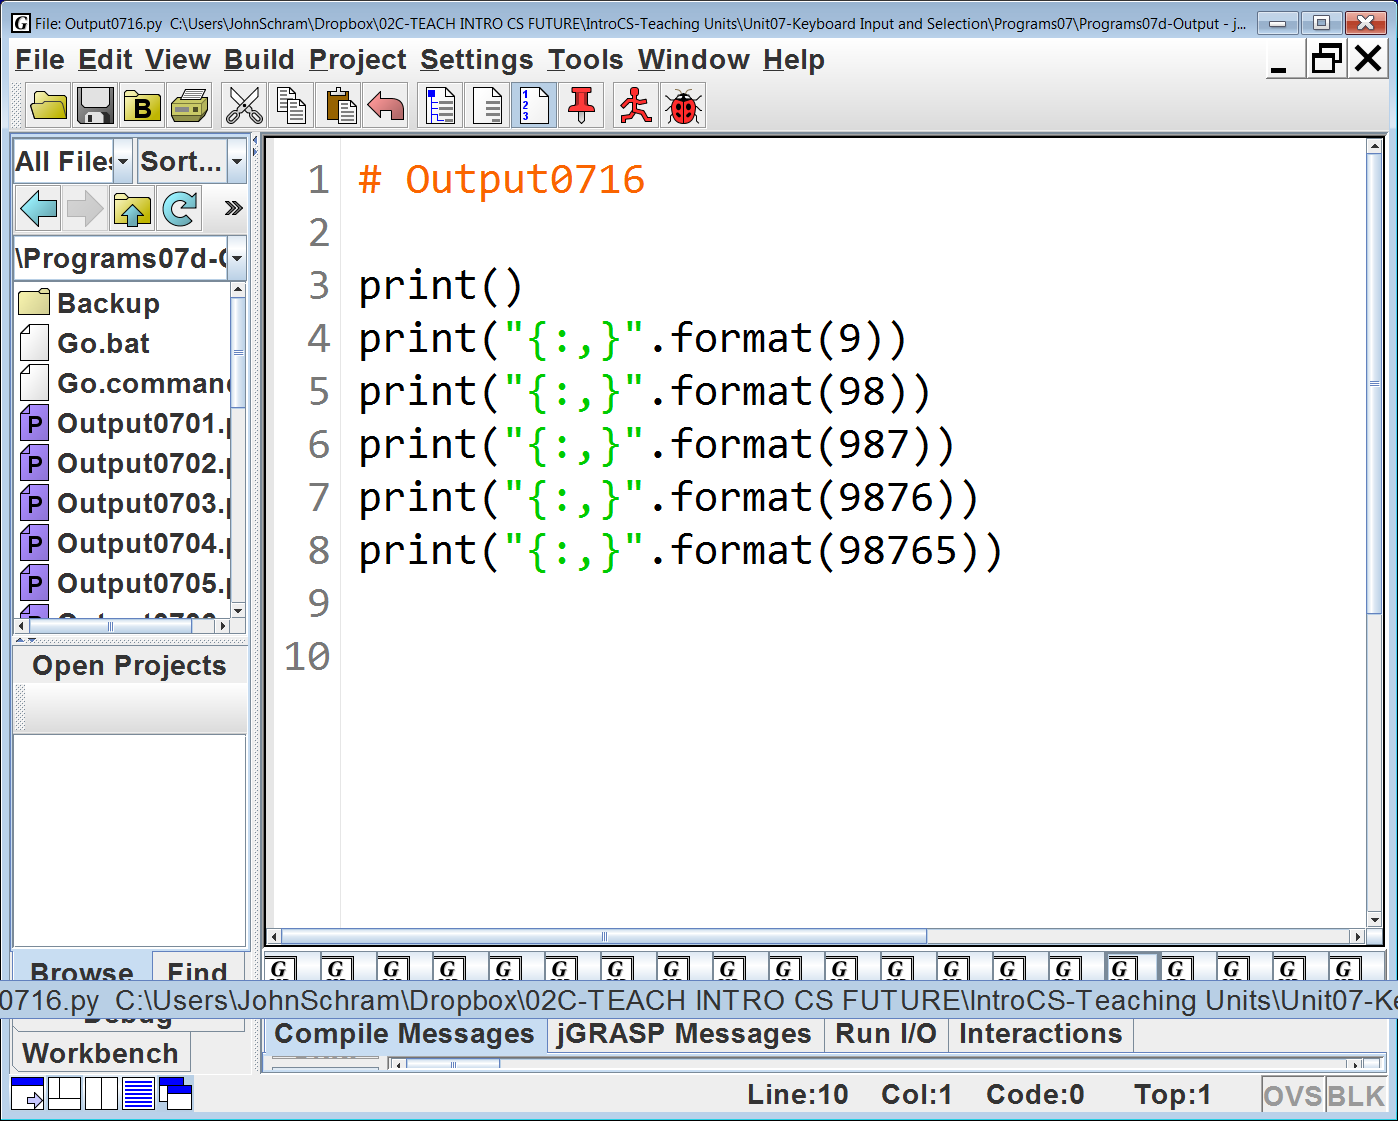 File: Output0716.py  C:\Users\JohnSchram\Dropbox\02C-TEACH INTRO CS FUTURE\IntroCS-Teaching Units\Unit07-Keyboard Input and Selection\Programs07\Programs07d-Output - j...
File Edit View Build Project Settings Tools Window Help
All Files
Sort...
\Programs07d-
Backup
Go.bat
Go.command
Output0701.p
Output0702.p
Output0703.p
Output0704.p
Output0705.p
Open Projects
Browse Find
Debug
Workbench
1 # Output0716
2
3 print()
4 print("{:,}".format(9))
5 print("{:,}".format(98))
6 print("{:,}".format(987))
7 print("{:,}".format(9876))
8 print("{:,}".format(98765))
9
10
0716.py  C:\Users\JohnSchram\Dropbox\02C-TEACH INTRO CS FUTURE\IntroCS-Teaching Units\Unit07-Ke
Compile Messages jGRASP Messages Run I/O Interactions
Line:10 Col:1 Code:0 Top:1 OVS BLK